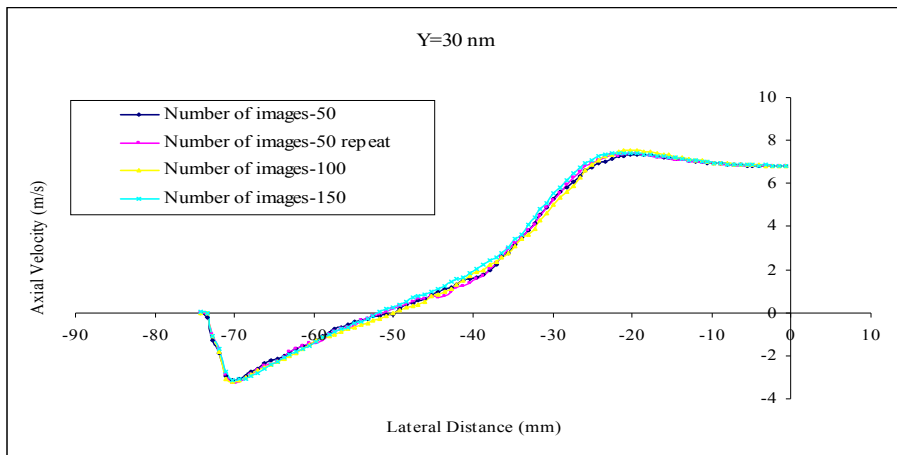 Y=30 nm
Number of images-50
Number of images-50 repeat
Number of images-100
Number of images-150
Axial Velocity (m/s)
10
8
6
4
2
0
-2
-4
-90 -80 -70 -60 -50 -40 -30 -20 -10 0 10
Lateral Distance (mm)